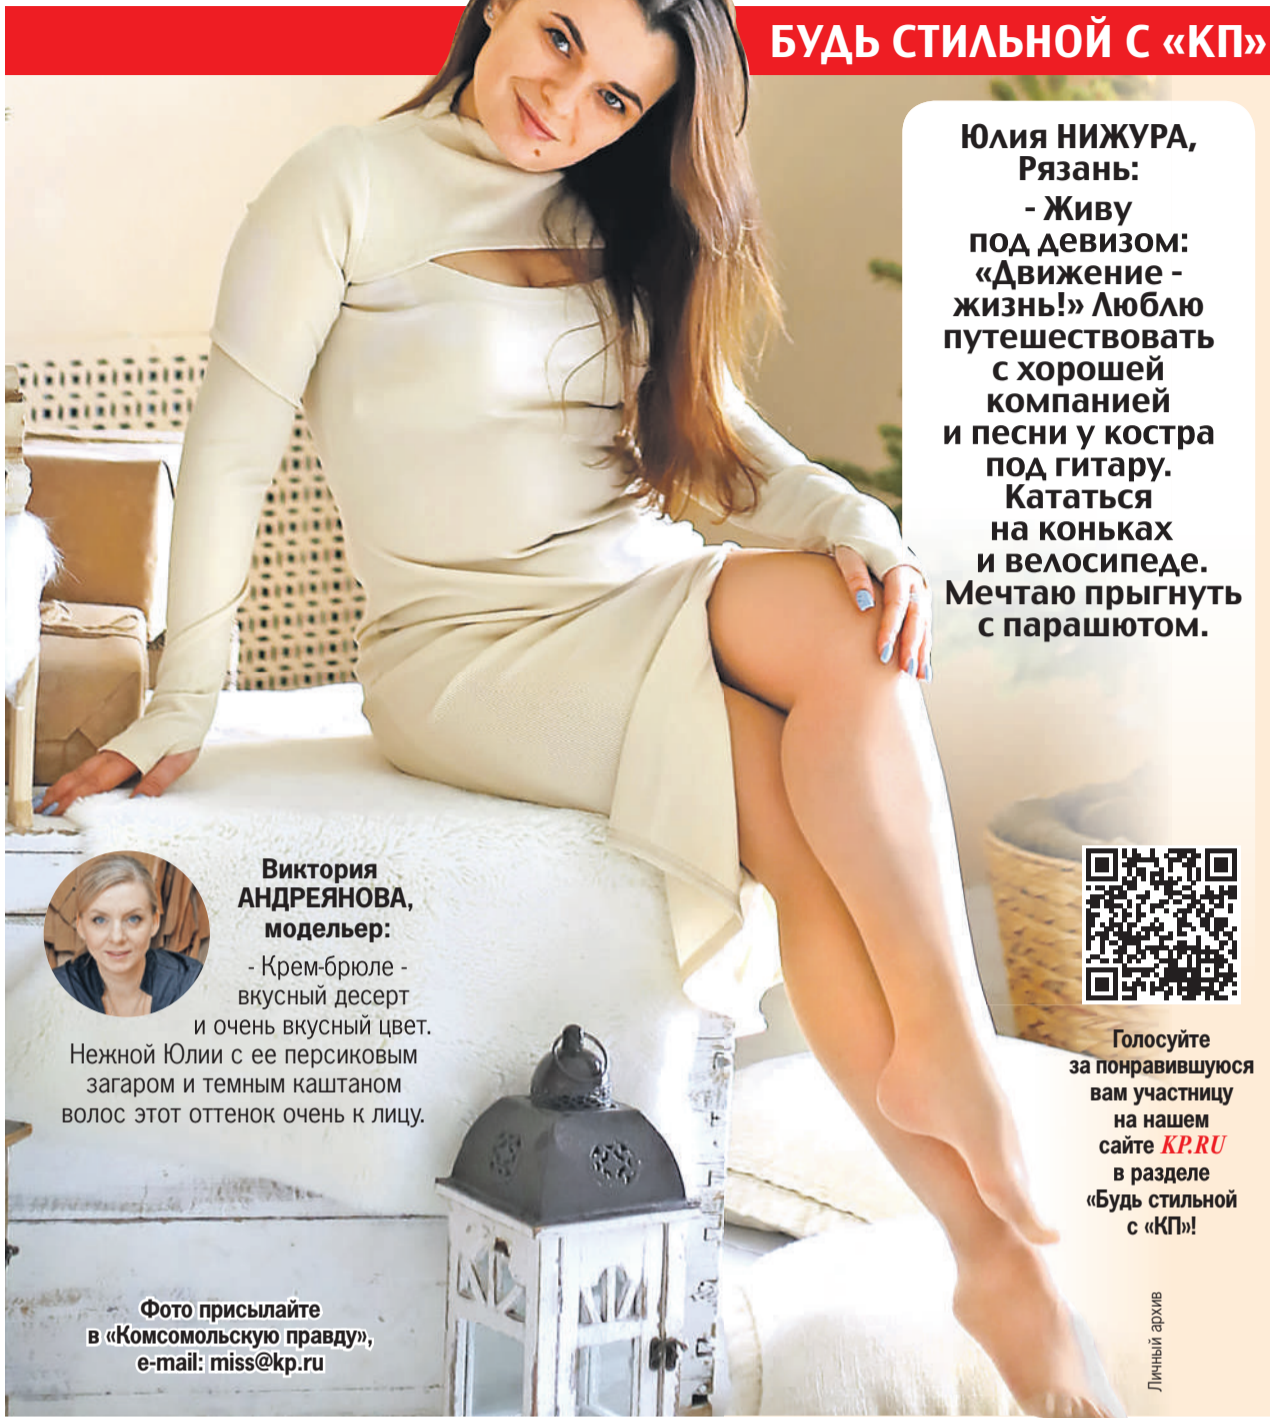 БУДЬ СТИЛЬНОЙ С «КП»
Юлия НИЖУРА,
Рязань:
- Живу
под девизом:
«Движение -
жизнь!» Люблю
путешествовать
с хорошей
компанией
и песни у костра
под гитару.
Кататься
на коньках
и велосипеде.
Мечтаю прыгнуть
с парашютом.
Виктория
АНДРЕЯНОВА,
модельер:
- Крем-брюле -
вкусный десерт
и очень вкусный цвет.
Нежной Юлии с ее персиковым
загаром и темным каштаном
волос этот оттенок очень к лицу.
Голосуйте
за понравившуюся
вам участницу
на нашем
сайте KP.RU
в разделе
«Будь стильной
с «КП»!
Фото присылайте
в «Комсомольскую правду»,
e-mail: miss@kp.ru
Личный архив